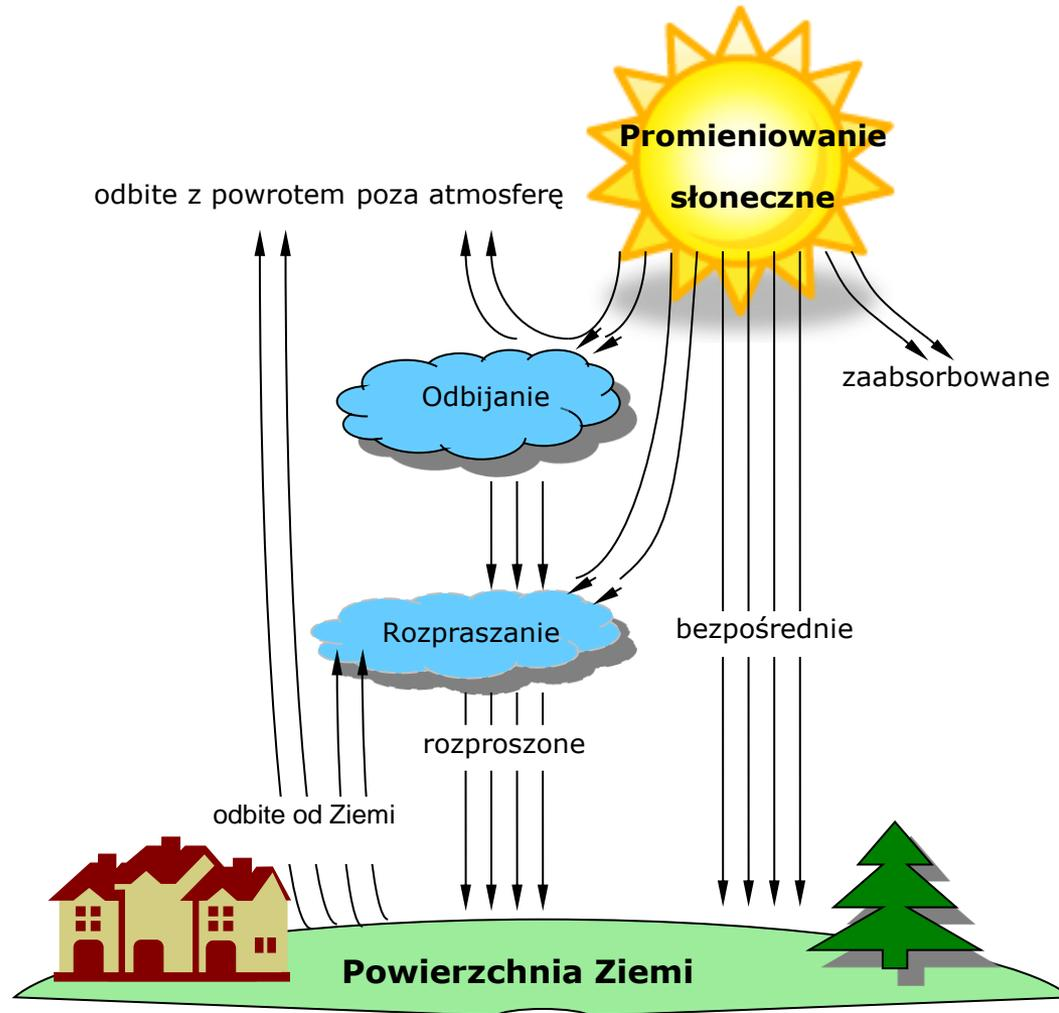 Promieniowanie
słoneczne
odbite z powrotem poza atmosferę
zaabsorbowane
Odbijanie
Rozpraszanie
bezpośrednie
rozproszone
odbite od Ziemi
Powierzchnia Ziemi